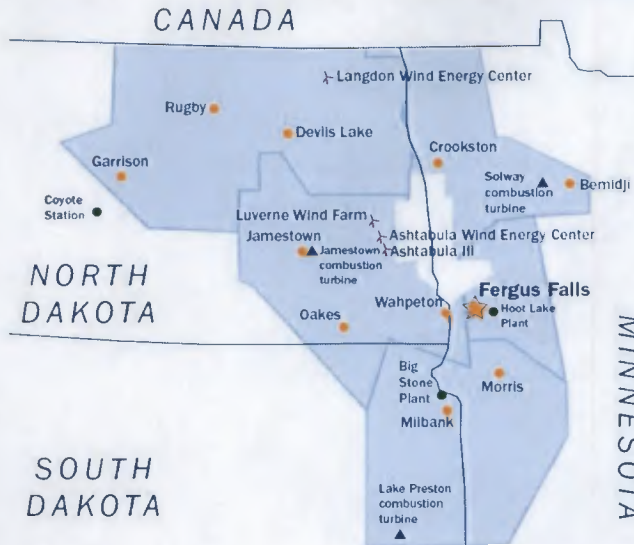 CANADA
Langdon Wind Energy Center
Rugby
Devils Lake
Crookston
Garrison
Solway
combustion
turbine
Bemidji
Coyote
Station
Luverne Wind Farm
Ashtabula Wind Energy Center
Jamestown
Jamestown
combustion
turbine
Ashtabula III
NORTH
DAKOTA
Fergus Falls
Wahpeton
Hoot Lake
Plant
Oakes
MINNESOTA
Big
Stone
Plant
Morris
Milbank
SOUTH
DAKOTA
Lake Preston
combustion
turbine